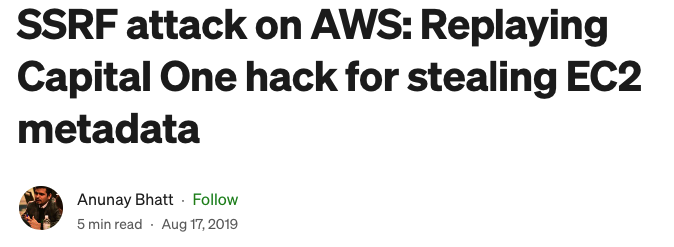 SSRF attack on AWS: Replaying
Capital One hack for stealing EC2
metadata
Anunay Bhatt · Follow
5 min read · Aug 17, 2019